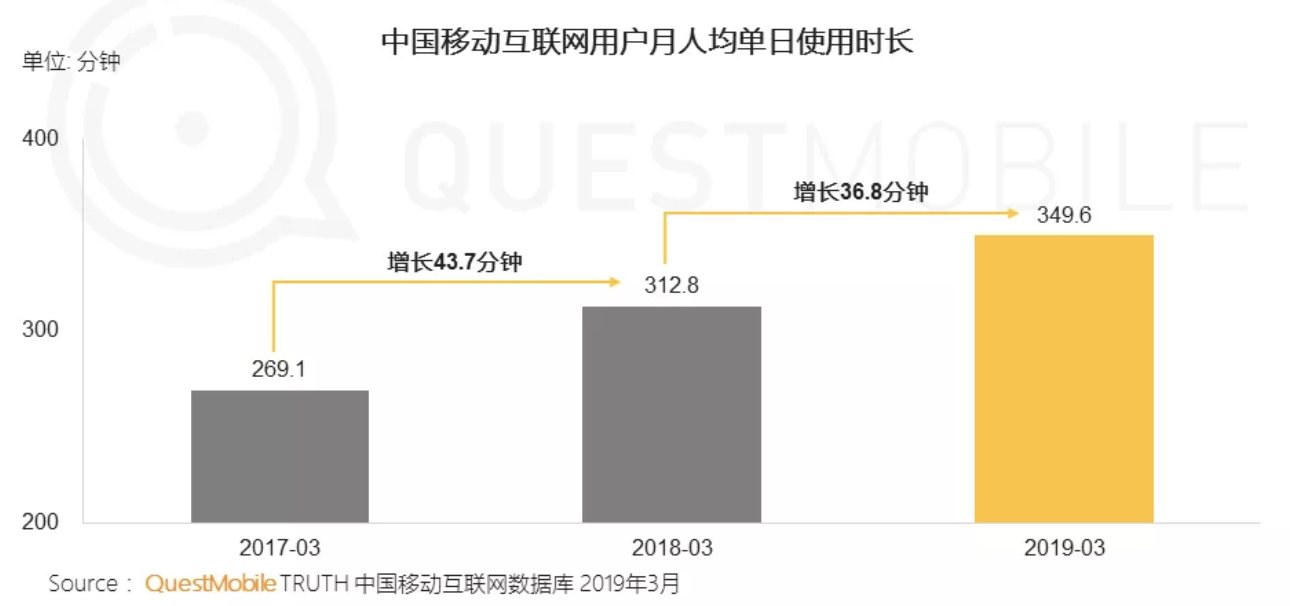 中国移动互联网用户月人均单日使用时长
单位: 分钟
QUESTMOBILE
400
300
200
增长43.7分钟
增长36.8分钟
269.1
312.8
349.6
2017-03
2018-03
2019-03
Source : QuestMobile TRUTH 中国移动互联网数据库 2019年3月